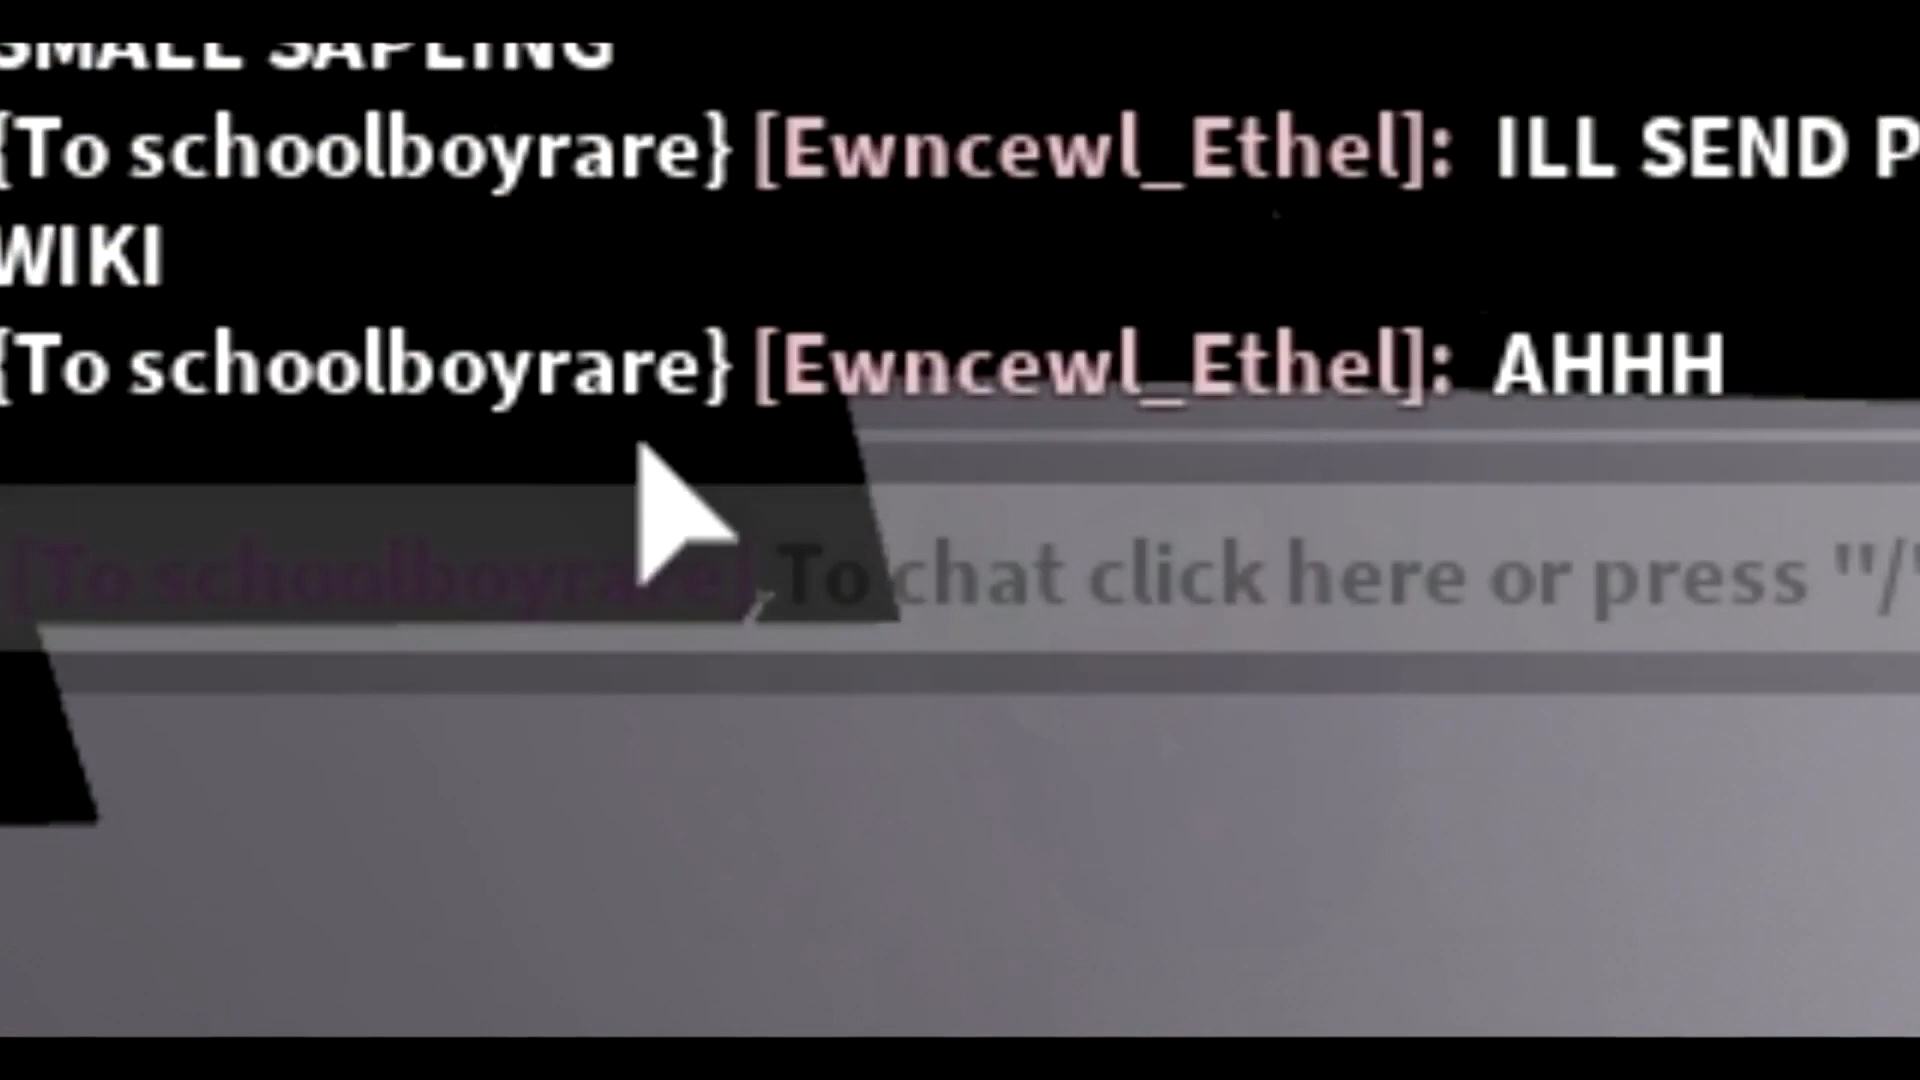 SMALL SAPLING
{To schoolboyrare} [Ewncewl_Ethel]: ILL SEND
WIKI
{To schoolboyrare} [Ewncewl_Ethel]: AHHH
[To schoolboyrare] To chat click here or press "/"